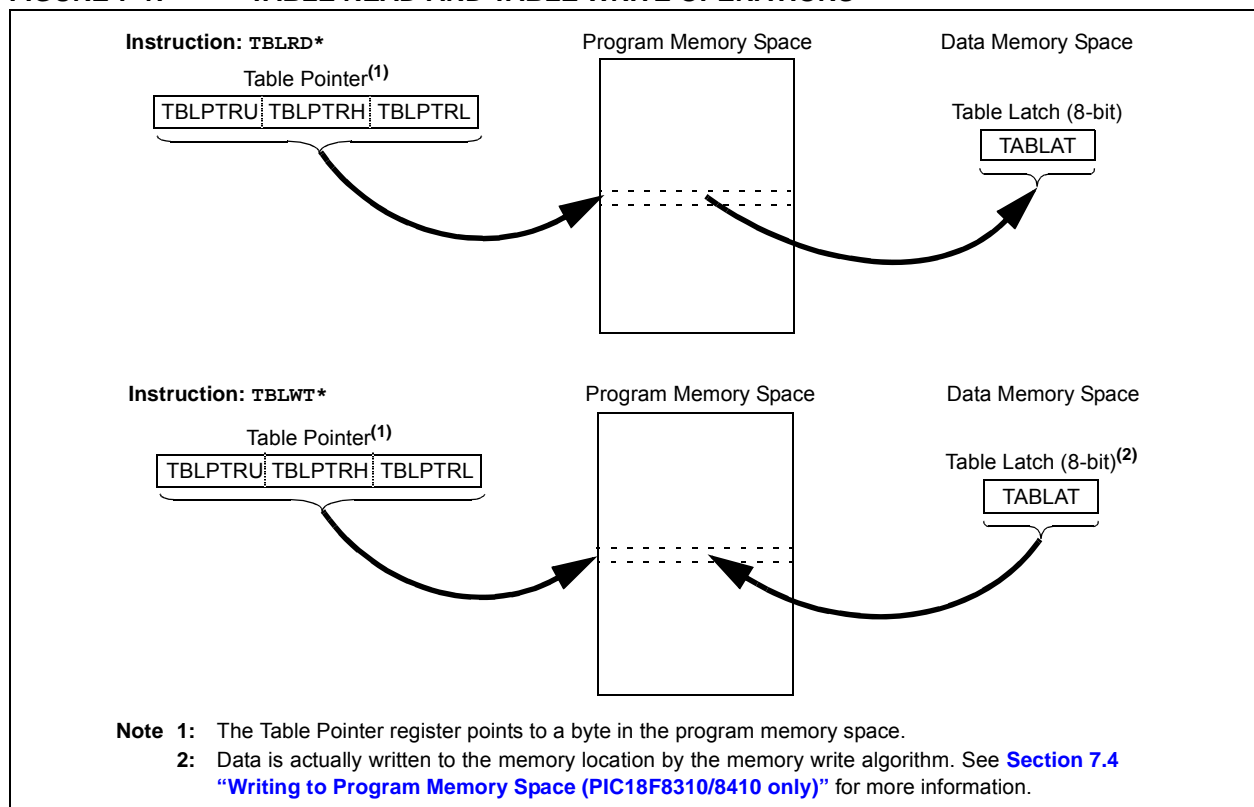 Instruction: TBLRD*
Program Memory Space
Data Memory Space
Table Pointer(1)
TBLPTRU TBLPTRH TBLPTRL
Table Latch (8-bit)
TABLAT
Instruction: TBLWT*
Program Memory Space
Data Memory Space
Table Pointer(1)
TBLPTRU TBLPTRH TBLPTRL
Table Latch (8-bit)(2)
TABLAT
Note 1: The Table Pointer register points to a byte in the program memory space.
2: Data is actually written to the memory location by the memory write algorithm. See Section 7.4
“Writing to Program Memory Space (PIC18F8310/8410 only)” for more information.